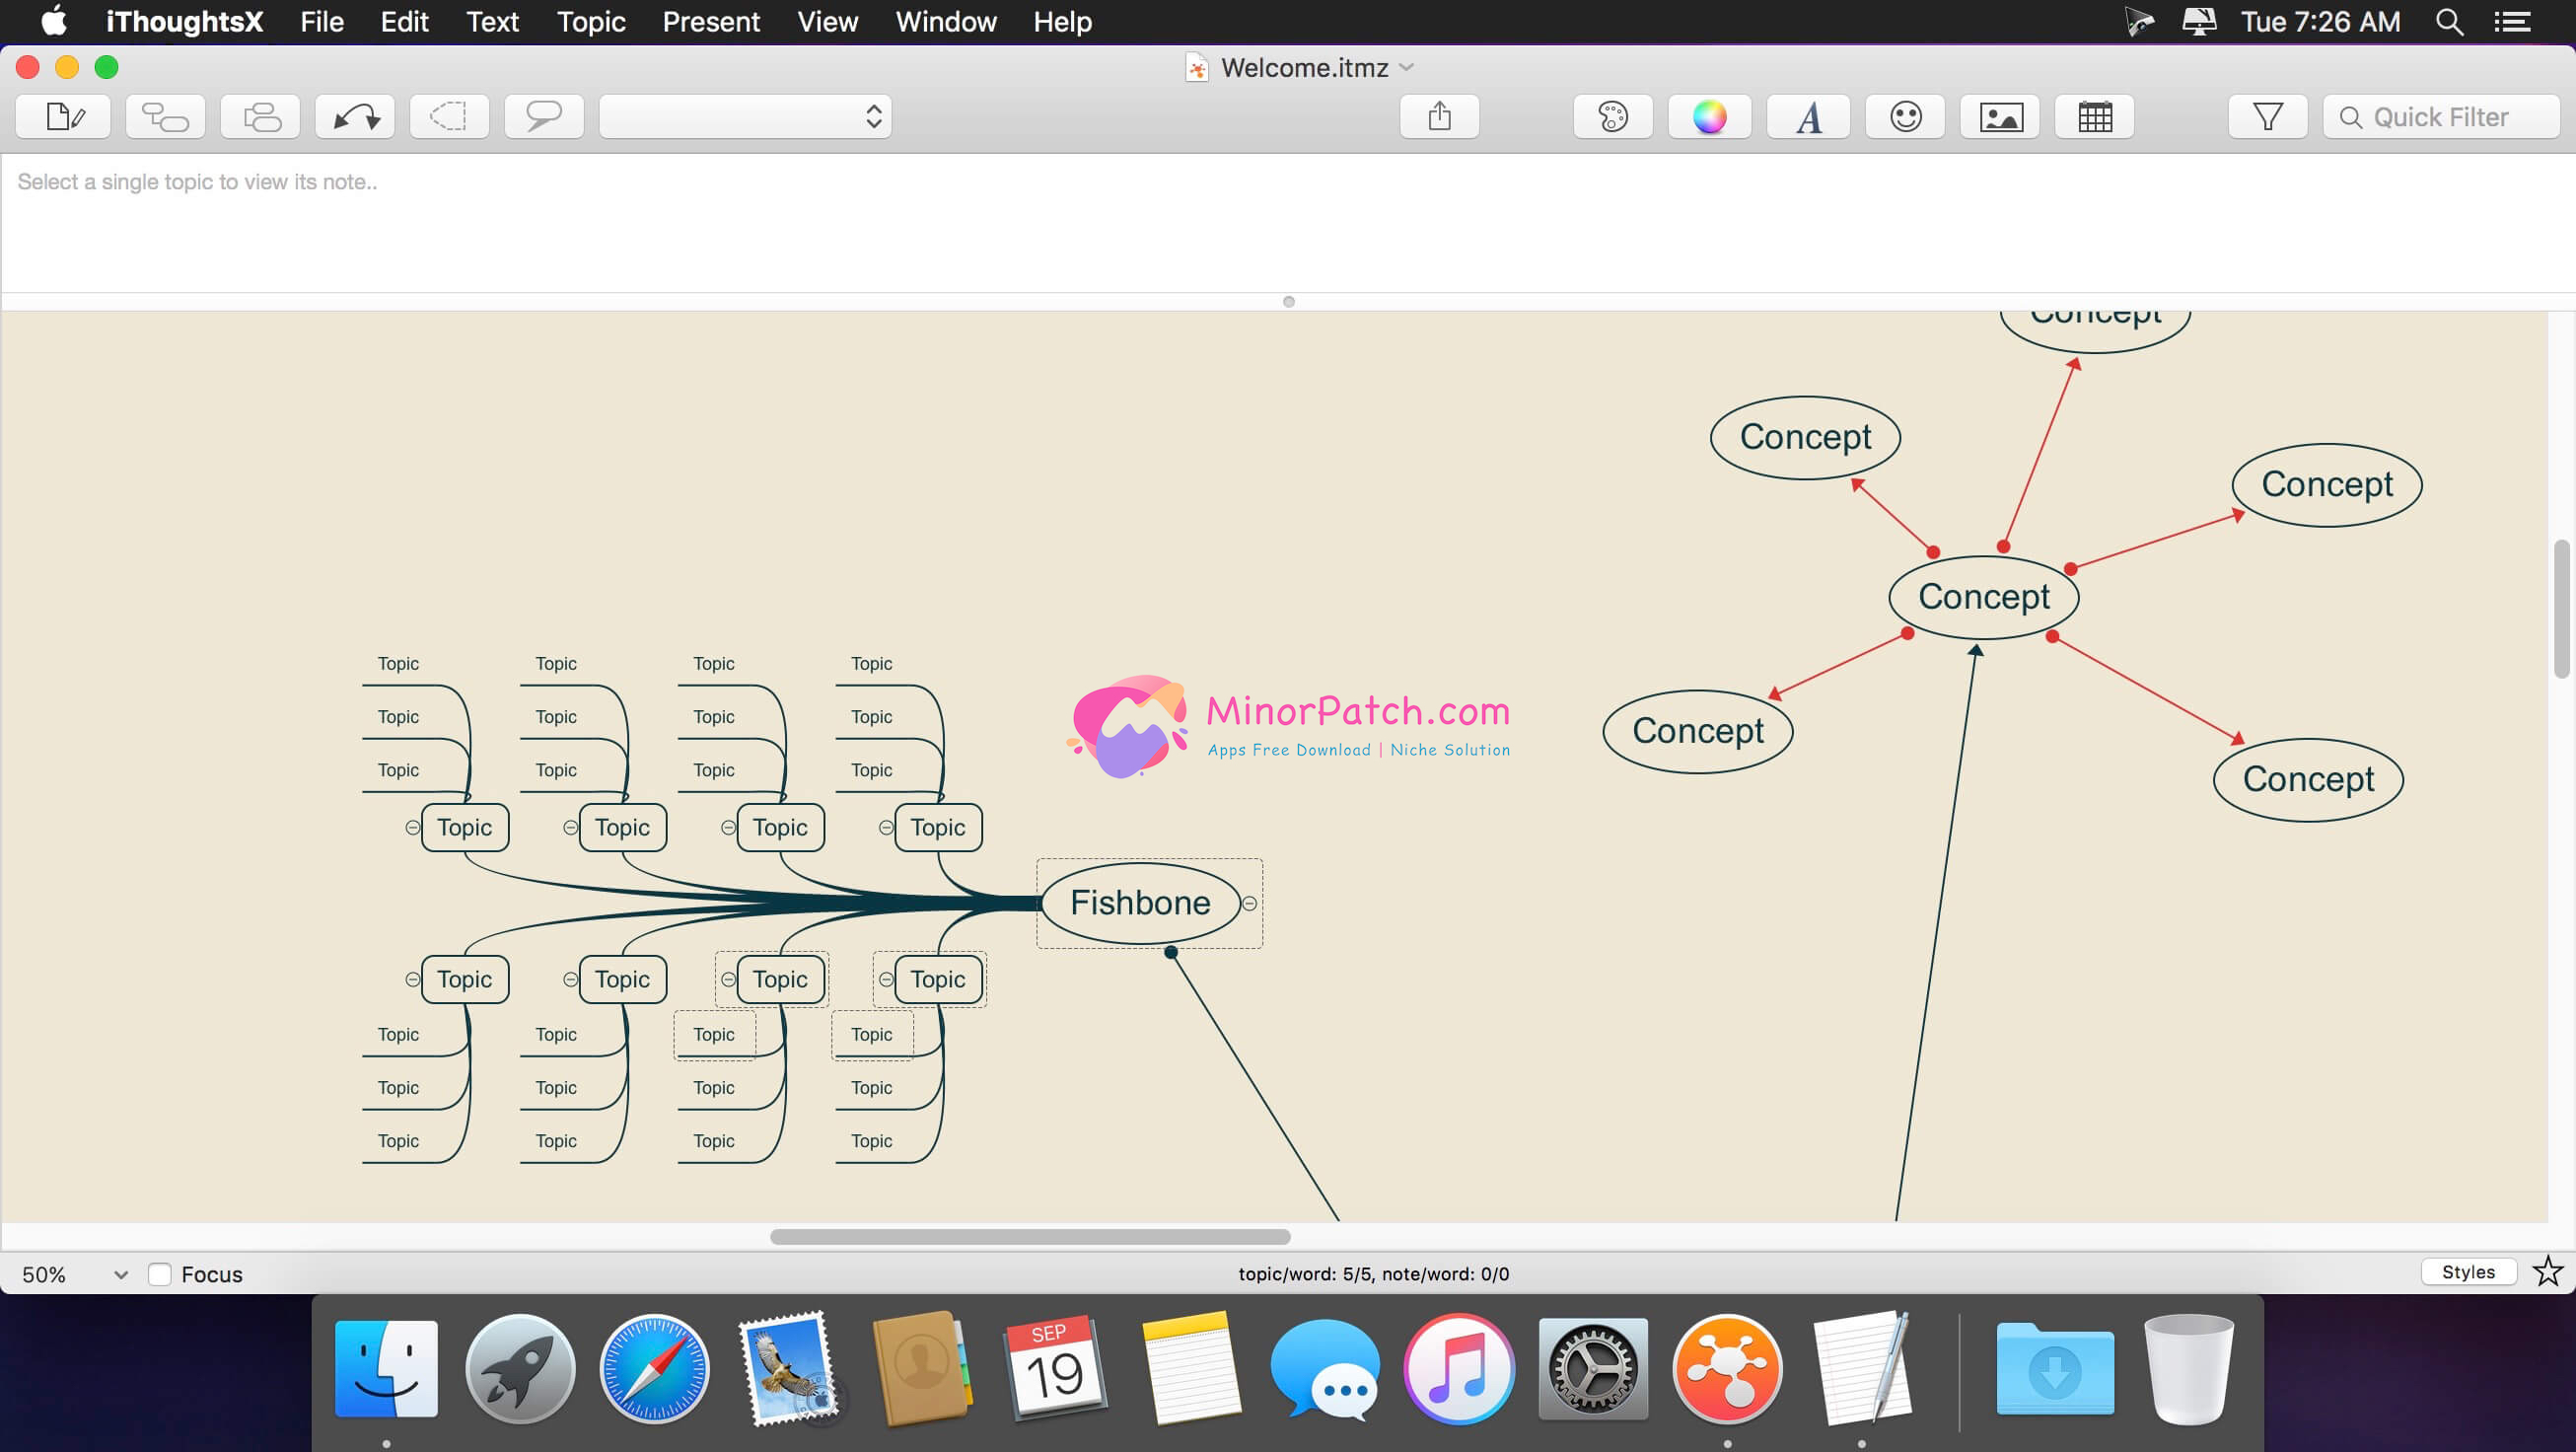 iThoughtsX File Edit Text Topic Present View Window Help Tue 7:26 AM
Welcome.itmz
Quick Filter
Select a single topic to view its note..
Concept
Concept
Concept
Concept
Concept
Concept
Topic Topic Topic Topic
Topic Topic Topic Topic
Topic Topic Topic Topic
Topic Topic Topic Topic
MinorPatch.com
Apps Free Download | Niche Solution
Fishbone
Topic Topic Topic Topic
Topic Topic Topic Topic
Topic Topic Topic Topic
Topic Topic Topic Topic
50% Focus topic/word: 5/5, note/word: 0/0 Styles
SEP
19